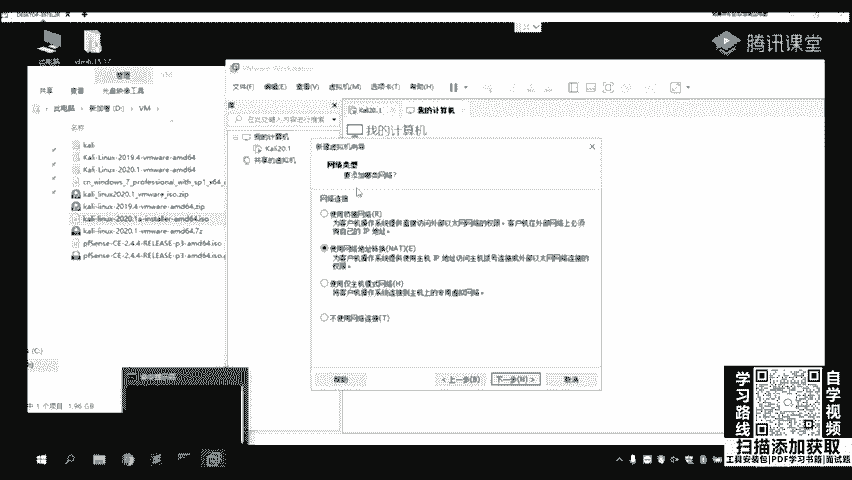 腾讯课堂
管理
共享 查看 光盘映像工具
此电脑 › 新加卷 (D:) › VM ›
名称
kali
Kali-Linux-2019.4-vmware-amd64
Kali-Linux-2020.1-vmware-amd64
cn_windows_7_professional_with_sp1_x64_c
kali_linux2020.1_vmware_iso.zip
kali-linux-2019.4-vmware-amd64.zip
kali-linux-2020.1a-installer-amd64.iso
kali-linux-2020.1-vmware-amd64.7z
pfSense-CE-2.4.4-RELEASE-p3-amd64.iso
pfSense-CE-2.4.4-RELEASE-p3-amd64.iso.g
(C:)
中 1 个项目 1.96 GB
文件(F) 编辑(E) 查看(V) 虚拟机(M) 选项卡(T) 帮助(H)
库
在此处键入内容进行搜索
我的计算机
Kali20.1
共享的虚拟机
Kali20.1
我的计算机
我的计算机
新建虚拟机向导
网络类型
要添加哪类网络?
网络连接
使用桥接网络(R)
为客户机操作系统提供直接访问外部以太网网络的权限。客户机在外部网络上必须
有自己的 IP 地址。
使用网络地址转换(NAT)(E)
为客户机操作系统提供使用主机 IP 地址访问主机拨号连接或外部以太网网络连接的
权限。
使用仅主机模式网络(H)
将客户机操作系统连接到主机上的专用虚拟网络。
不使用网络连接(T)
帮助
< 上一步(B)
下一步(N) >
取消
学习路线
自学视频
扫描添加获取
工具安装包|PDF学习书籍|面试题